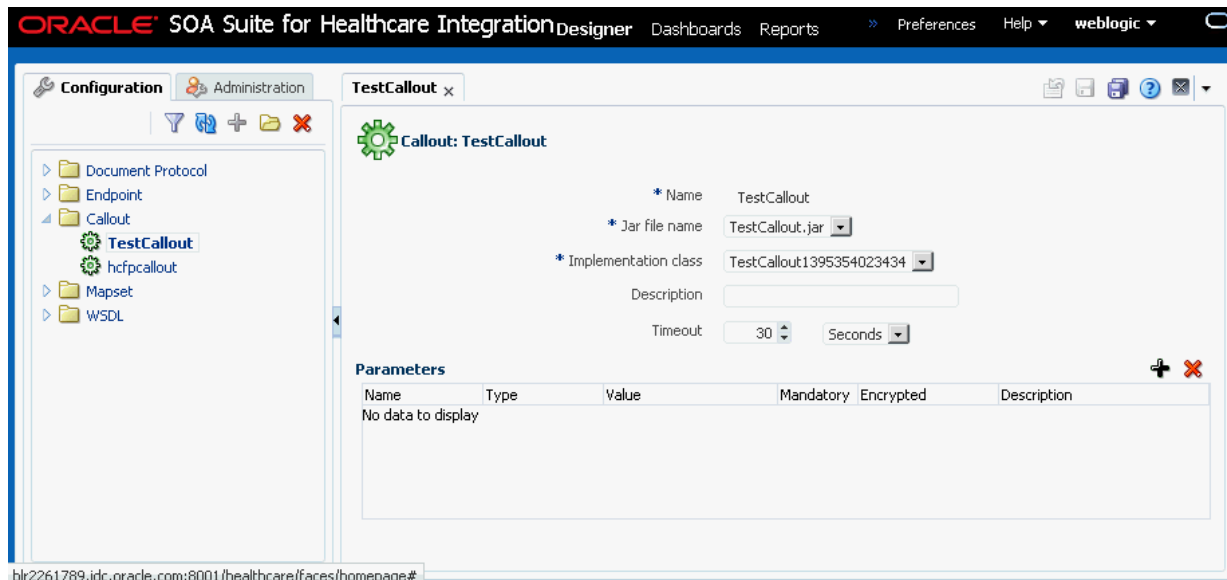 ORACLE SOA Suite for Healthcare Integration Designer Dashboards Reports » Preferences Help weblogic
Configuration Administration TestCallout
Callout: TestCallout
Document Protocol
Endpoint
Callout
TestCallout
hcfpcallout
Mapset
WSDL
* Name TestCallout
* Jar file name TestCallout.jar
* Implementation class TestCallout1395354023434
Description
Timeout 30 Seconds
Parameters
Name Type Value Mandatory Encrypted Description
No data to display
blr2261789.idc.oracle.com:8001/healthcare/faces/homepage#